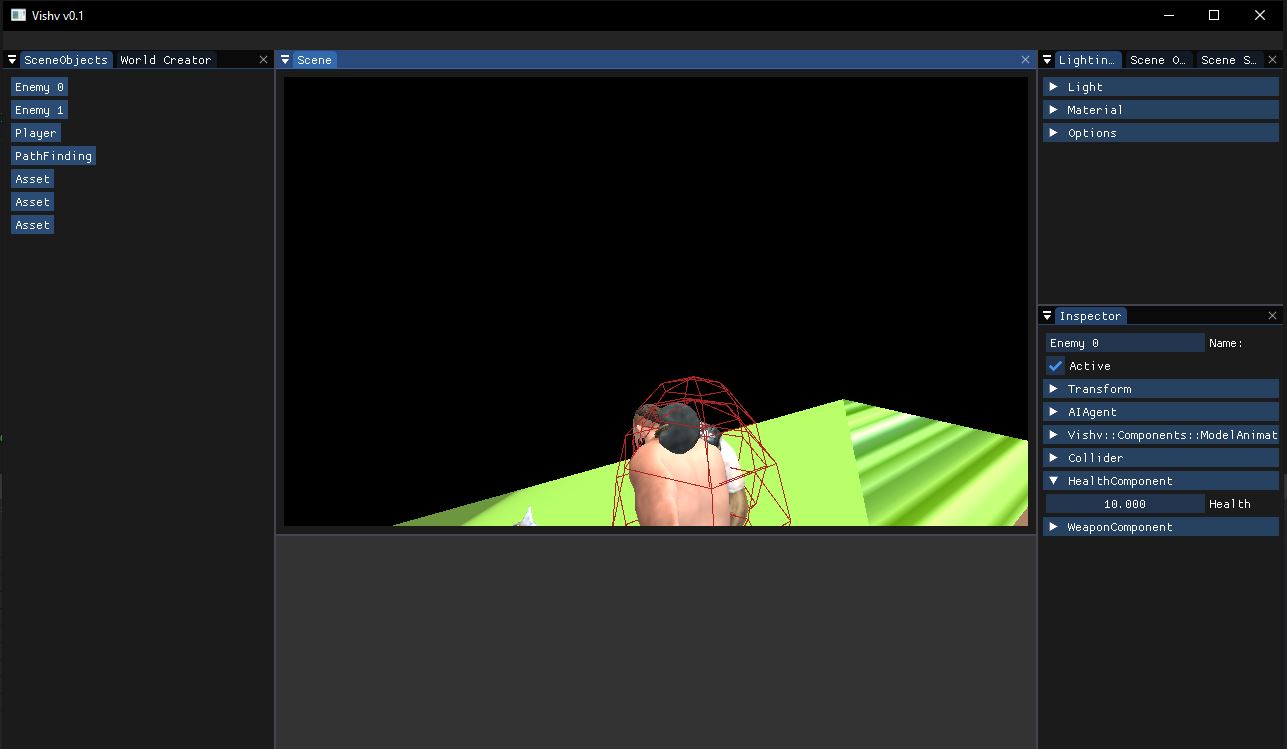 Vishv v0.1
SceneObjects World Creator
Enemy 0
Enemy 1
Player
PathFinding
Asset
Asset
Asset
Scene
Lightin… Scene O… Scene S…
Light
Material
Options
Inspector
Enemy 0 Name:
Active
Transform
AIAgent
Vishv::Components::ModelAnimat
Collider
HealthComponent
10.000 Health
WeaponComponent